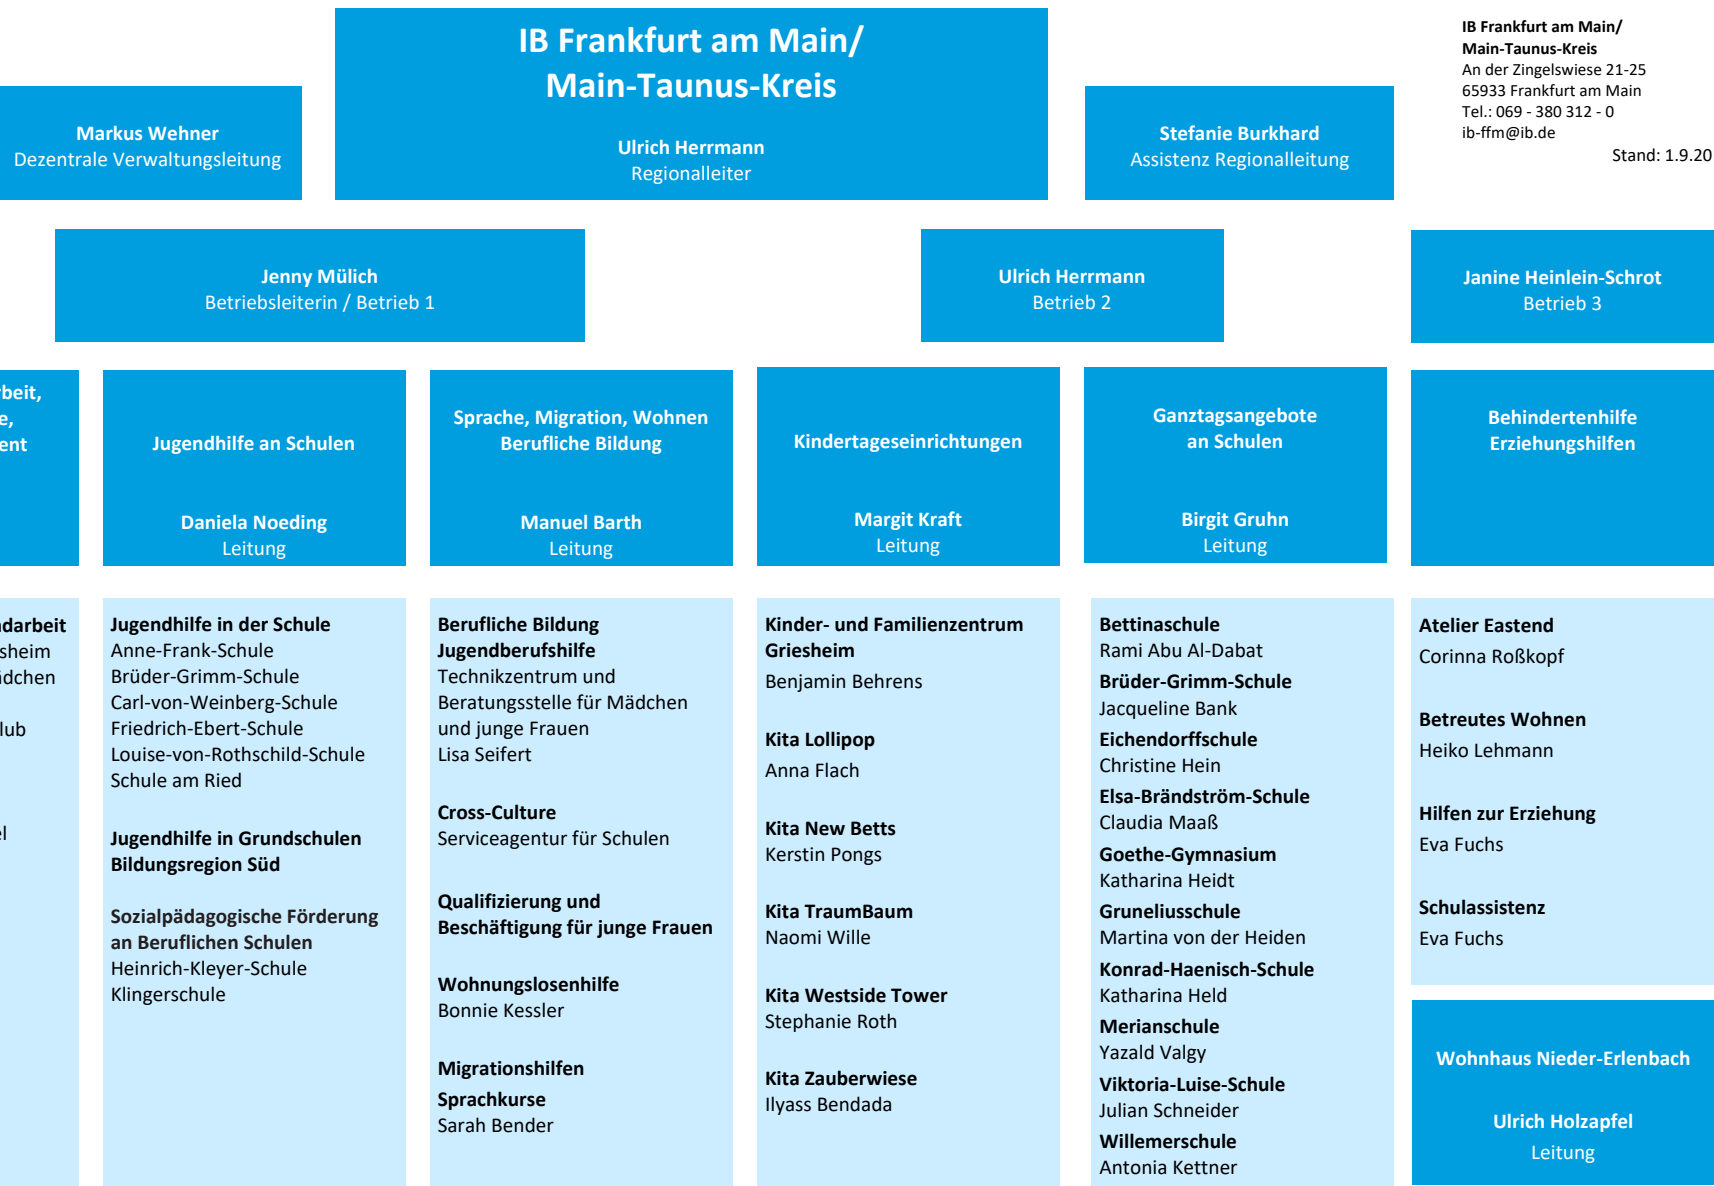 IB Frankfurt am Main/
Main-Taunus-Kreis
Ulrich Herrmann
Regionalleiter
IB Frankfurt am Main/
Main-Taunus-Kreis
An der Zingelswiese 21-25
65933 Frankfurt am Main
Tel.: 069 - 380 312 - 0
ib-ffm@ib.de
Stand: 1.9.20
Markus Wehner
Dezentrale Verwaltungsleitung
Stefanie Burkhard
Assistenz Regionalleitung
Jenny Mülich
Betriebsleiterin / Betrieb 1
Ulrich Herrmann
Betrieb 2
Janine Heinlein-Schrot
Betrieb 3
Jugendhilfe an Schulen
Daniela Noeding
Leitung
Sprache, Migration, Wohnen
Berufliche Bildung
Manuel Barth
Leitung
Kindertageseinrichtungen
Margit Kraft
Leitung
Ganztagsangebote
an Schulen
Birgit Gruhn
Leitung
Behindertenhilfe
Erziehungshilfen
Jugendhilfe in der Schule
Anne-Frank-Schule
Brüder-Grimm-Schule
Carl-von-Weinberg-Schule
Friedrich-Ebert-Schule
Louise-von-Rothschild-Schule
Schule am Ried
Jugendhilfe in Grundschulen
Bildungsregion Süd
Sozialpädagogische Förderung
an Beruflichen Schulen
Heinrich-Kleyer-Schule
Klingerschule
Berufliche Bildung
Jugendberufshilfe
Technikzentrum und
Beratungsstelle für Mädchen
und junge Frauen
Lisa Seifert
Cross-Culture
Serviceagentur für Schulen
Qualifizierung und
Beschäftigung für junge Frauen
Wohnungslosenhilfe
Bonnie Kessler
Migrationshilfen
Sprachkurse
Sarah Bender
Kinder- und Familienzentrum
Griesheim
Benjamin Behrens
Kita Lollipop
Anna Flach
Kita New Betts
Kerstin Pongs
Kita TraumBaum
Naomi Wille
Kita Westside Tower
Stephanie Roth
Kita Zauberwiese
Ilyass Bendada
Bettinaschule
Rami Abu Al-Dabat
Brüder-Grimm-Schule
Jacqueline Bank
Eichendorffschule
Christine Hein
Elsa-Brändström-Schule
Claudia Maaß
Goethe-Gymnasium
Katharina Heidt
Gruneliusschule
Martina von der Heiden
Konrad-Haenisch-Schule
Katharina Held
Merianschule
Yazald Valgy
Viktoria-Luise-Schule
Julian Schneider
Willemerschule
Antonia Kettner
Atelier Eastend
Corinna Roßkopf
Betreutes Wohnen
Heiko Lehmann
Hilfen zur Erziehung
Eva Fuchs
Schulassistenz
Eva Fuchs
Wohnhaus Nieder-Erlenbach
Ulrich Holzapfel
Leitung